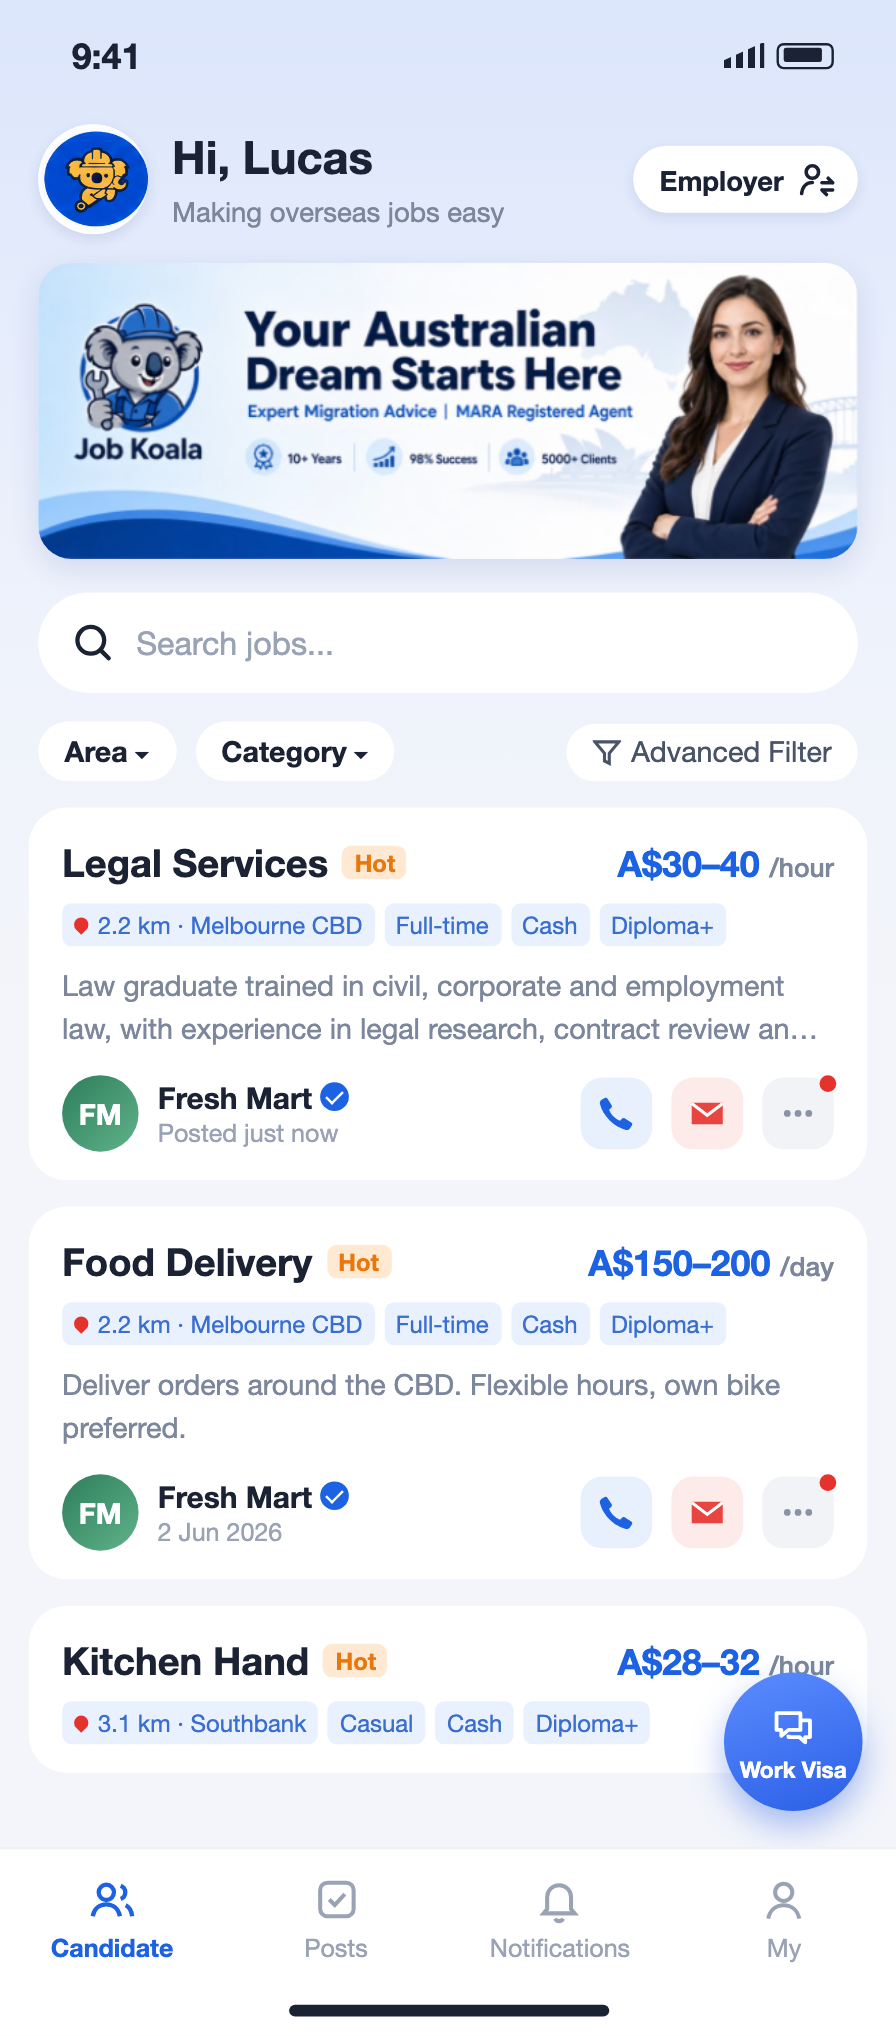 9:41
Hi, Lucas
Making overseas jobs easy
Employer
Job Koala
Your Australian
Dream Starts Here
Expert Migration Advice | MARA Registered Agent
10+ Years
98% Success
5000+ Clients
Search jobs...
Area
Category
Advanced Filter
Legal Services
Hot
A$30–40 /hour
2.2 km · Melbourne CBD
Full-time
Cash
Diploma+
Law graduate trained in civil, corporate and employment
law, with experience in legal research, contract review an...
FM
Fresh Mart
Posted just now
Food Delivery
Hot
A$150–200 /day
2.2 km · Melbourne CBD
Full-time
Cash
Diploma+
Deliver orders around the CBD. Flexible hours, own bike
preferred.
FM
Fresh Mart
2 Jun 2026
Kitchen Hand
Hot
A$28–32 /hour
3.1 km · Southbank
Casual
Cash
Diploma+
Work Visa
Candidate
Posts
Notifications
My